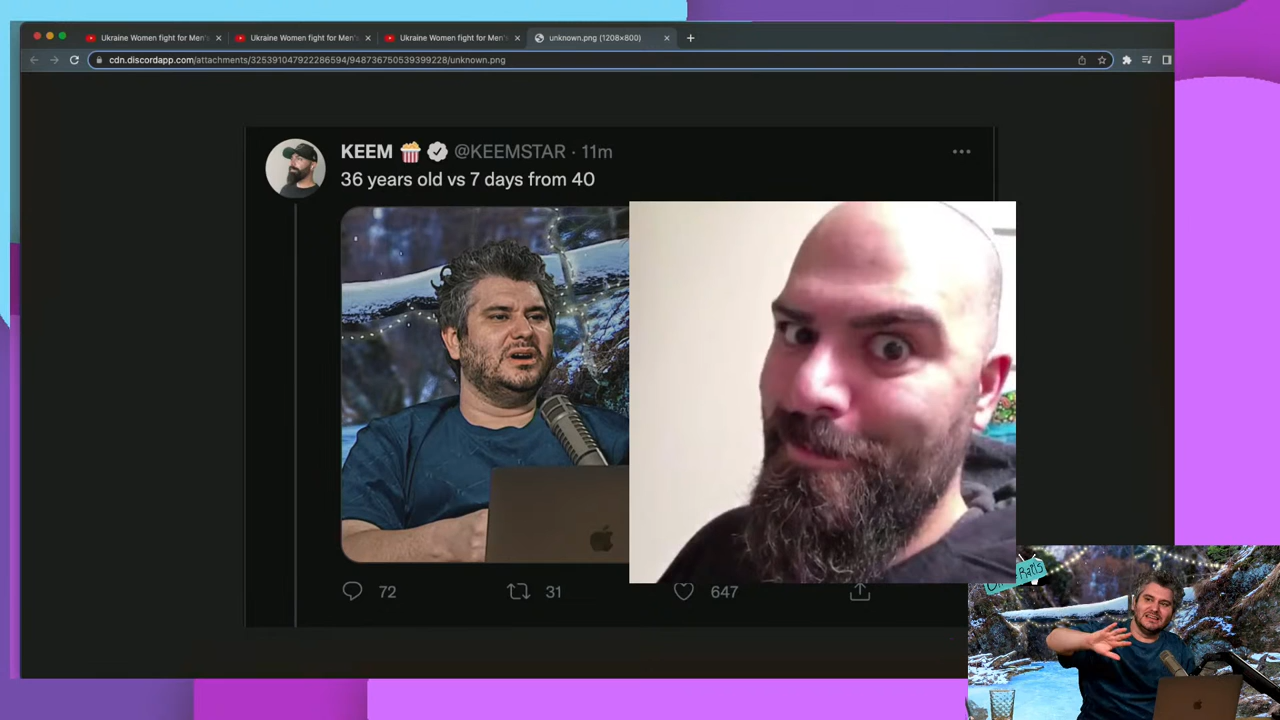 Ukraine Women fight for Men's
Ukraine Women fight for Men's
Ukraine Women fight for Men's
unknown.png (1208×800)
cdn.discordapp.com/attachments/325391047922286594/948736750539399228/unknown.png
KEEM 🍿 @KEEMSTAR · 11m
36 years old vs 7 days from 40
72
31
647